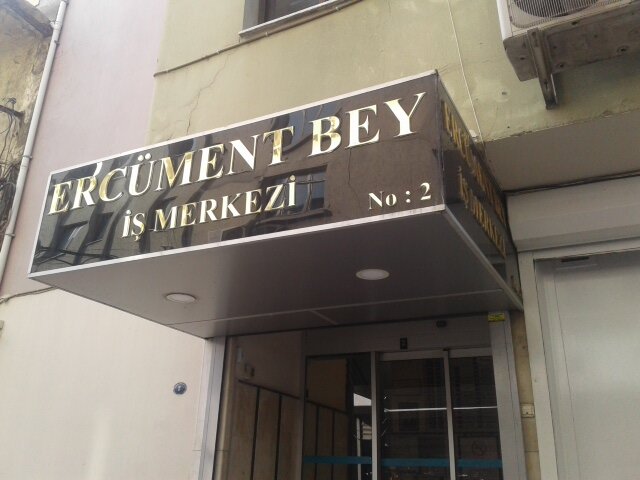 ERCÜMENT BEY
İŞ MERKEZİ
No : 2